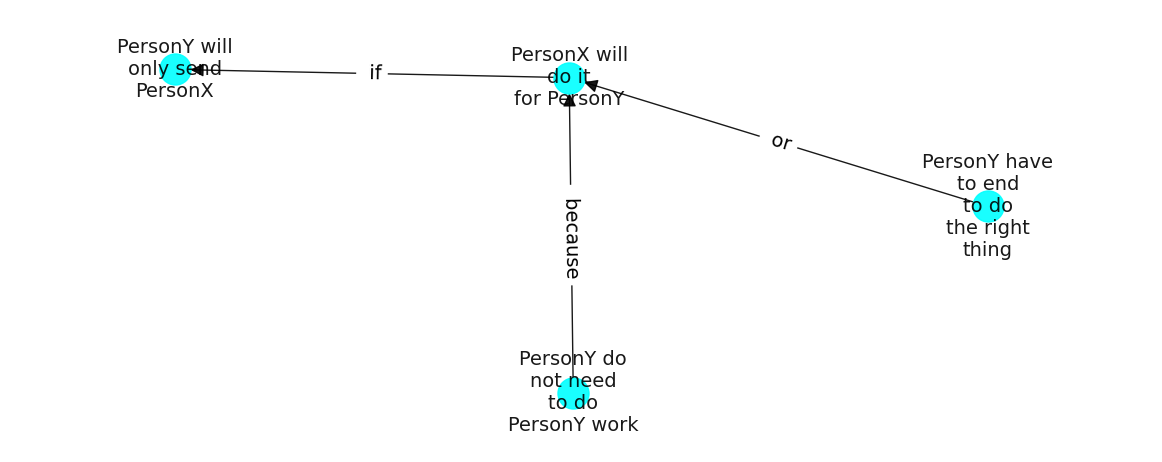 PersonY will
only send
PersonX
if
PersonX will
do it
for PersonY
or
PersonY have
to end
to do
the right
thing
because
PersonY do
not need
to do
PersonY work